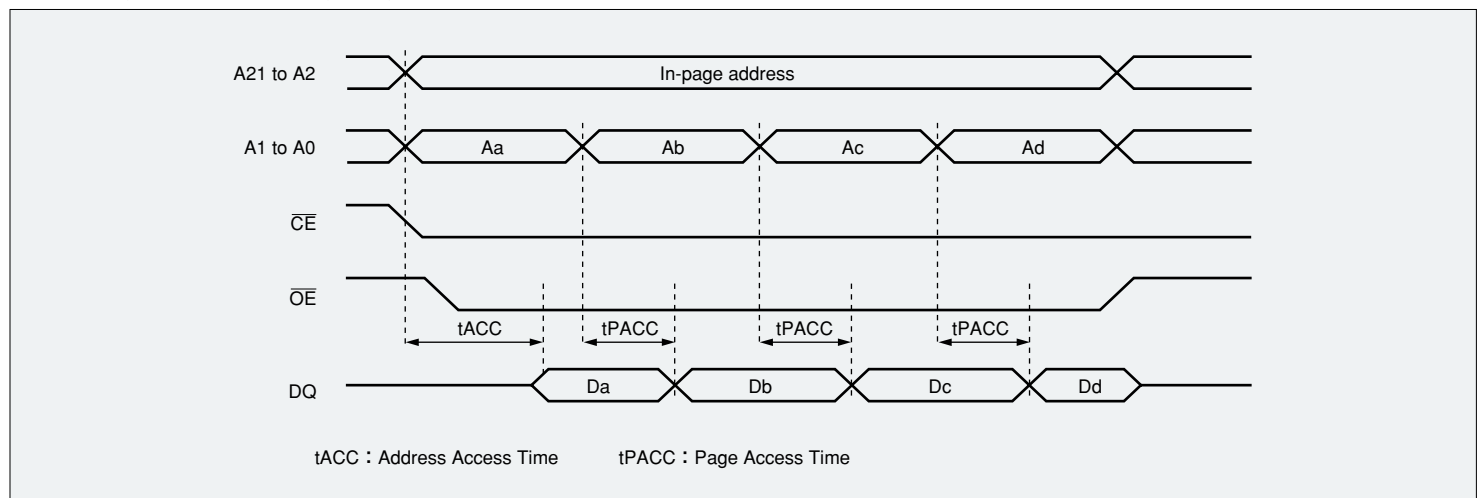 A21 to A2 In-page address
A1 to A0 Aa Ab Ac Ad
CE
OE
tACC tPACC tPACC tPACC
DQ Da Db Dc Dd
tACC：Address Access Time tPACC：Page Access Time